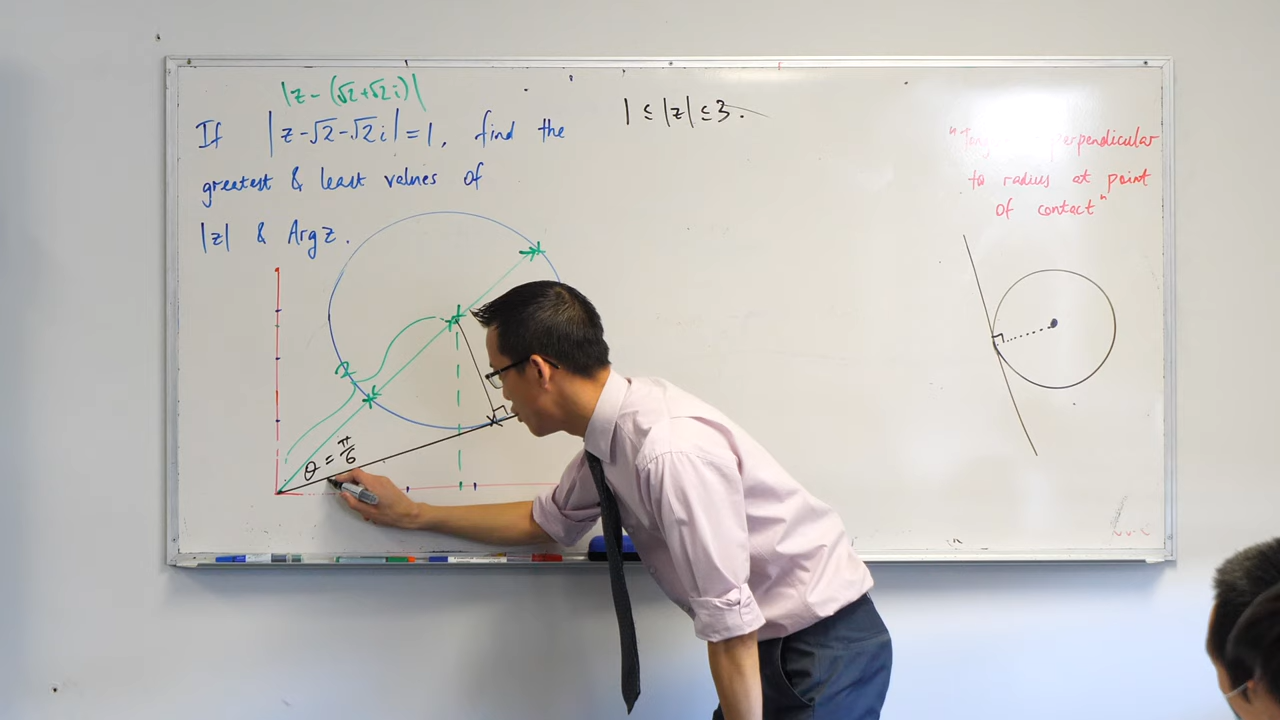 |z - (√2+√2i)|
If |z-√2-√2i| = 1, find the
greatest & least values of
|z| & Arg z.
1 ≤ |z| ≤ 3.
perpendicular
to radius at point
of contact"
2
θ = π/6